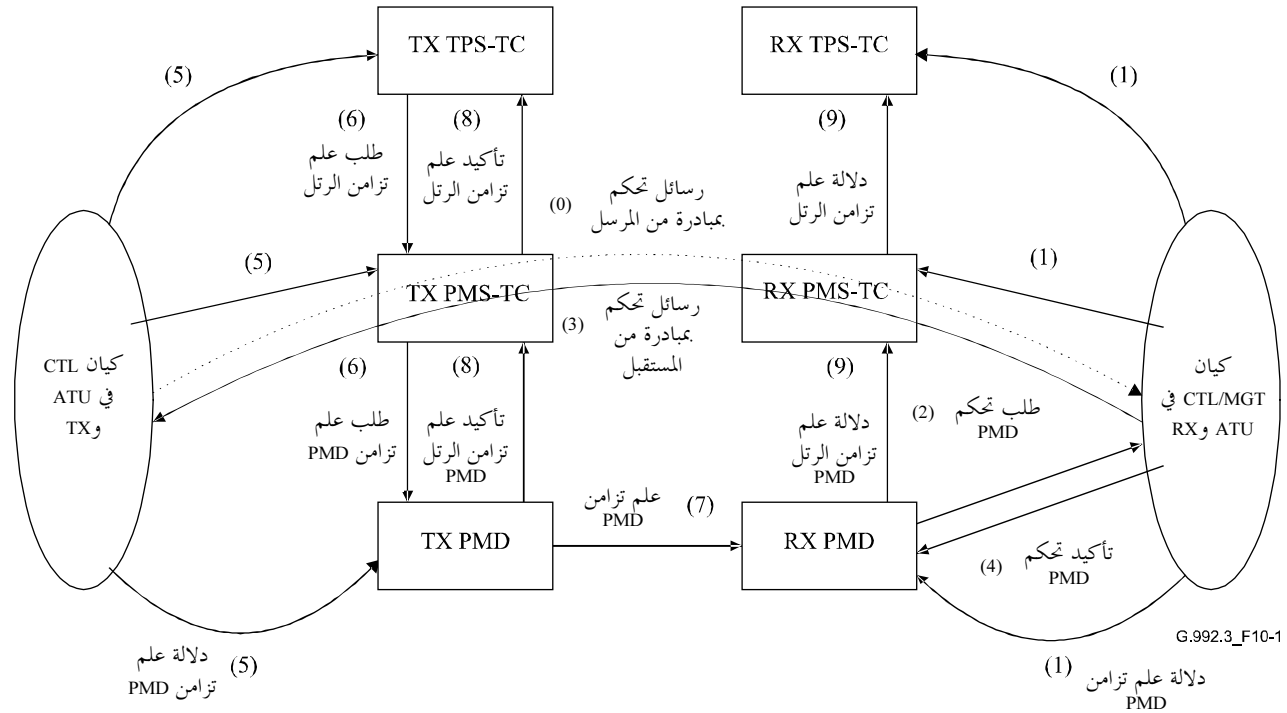 TX TPS-TC
RX TPS-TC
(5)
(1)
(6)
(8)
(9)
طلب علم
تزامن الرتل
تأكيد علم
تزامن الرتل
دلالة علم
تزامن الرتل
(0)
رسائل تحكم
بمبادرة من المرسل
(5)
(1)
TX PMS-TC
RX PMS-TC
(3)
رسائل تحكم
بمبادرة من
المستقبل
كيان CTL
في ATU
وTX
كيان
CTL/MGT في
ATU وRX
(6)
(8)
(9)
طلب علم
تزامن PMD
تأكيد علم
تزامن الرتل
PMD
دلالة علم
تزامن الرتل
PMD
(2)
طلب تحكم
PMD
علم تزامن
PMD
(7)
TX PMD
RX PMD
(4)
تأكيد تحكم
PMD
G.992.3_F10-1
دلالة علم
تزامن PMD
(5)
(1)
دلالة علم تزامن
PMD